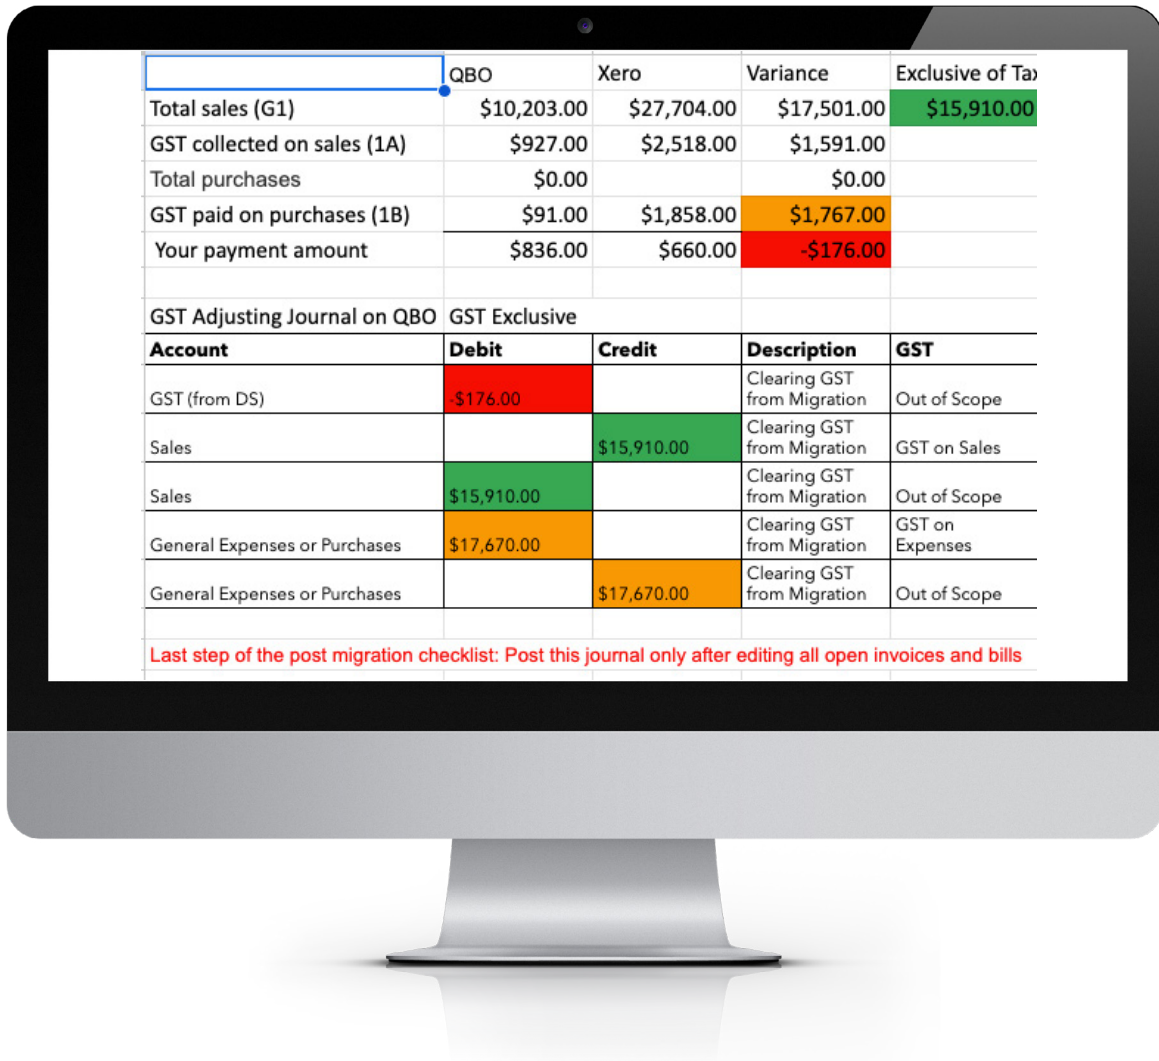 QBO Xero Variance Exclusive of Tax
Total sales (G1) $10,203.00 $27,704.00 $17,501.00 $15,910.00
GST collected on sales (1A) $927.00 $2,518.00 $1,591.00
Total purchases $0.00 $0.00
GST paid on purchases (1B) $91.00 $1,858.00 $1,767.00
Your payment amount $836.00 $660.00 -$176.00
GST Adjusting Journal on QBO GST Exclusive
Account Debit Credit Description GST
GST (from DS) -$176.00 Clearing GST
from Migration Out of Scope
Sales $15,910.00 Clearing GST
from Migration GST on Sales
Sales $15,910.00 Clearing GST
from Migration Out of Scope
General Expenses or Purchases $17,670.00 Clearing GST
from Migration GST on
Expenses
General Expenses or Purchases $17,670.00 Clearing GST
from Migration Out of Scope
Last step of the post migration checklist: Post this journal only after editing all open invoices and bills